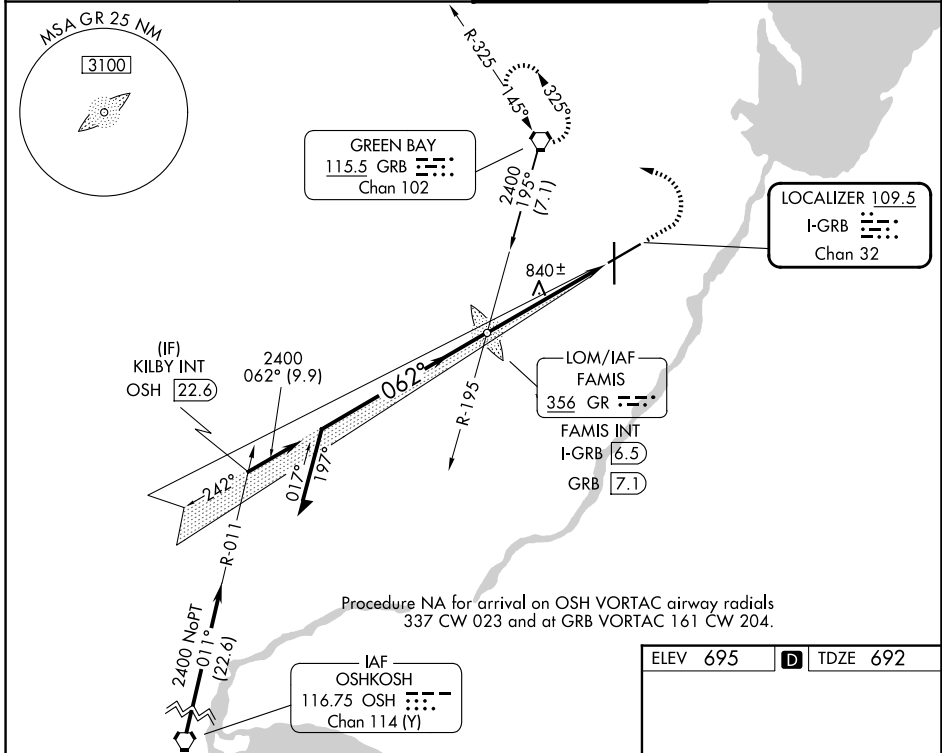 MSA GR 25 NM
3100
R-325
145°
325°
GREEN BAY
115.5 GRB
Chan 102
2400
195°
(7.1)
LOCALIZER 109.5
I-GRB
Chan 32
840±
(IF)
KILBY INT
OSH 22.6
2400
062° (9.9)
062°
LOM/IAF
FAMIS
356 GR
FAMIS INT
I-GRB 6.5
GRB 7.1
R-195
242°
017°
197°
R-011
2400 NoPT
011°
(22.6)
Procedure NA for arrival on OSH VORTAC airway radials
337 CW 023 and at GRB VORTAC 161 CW 204.
IAF
OSHKOSH
116.75 OSH
Chan 114 (Y)
ELEV 695 D TDZE 692